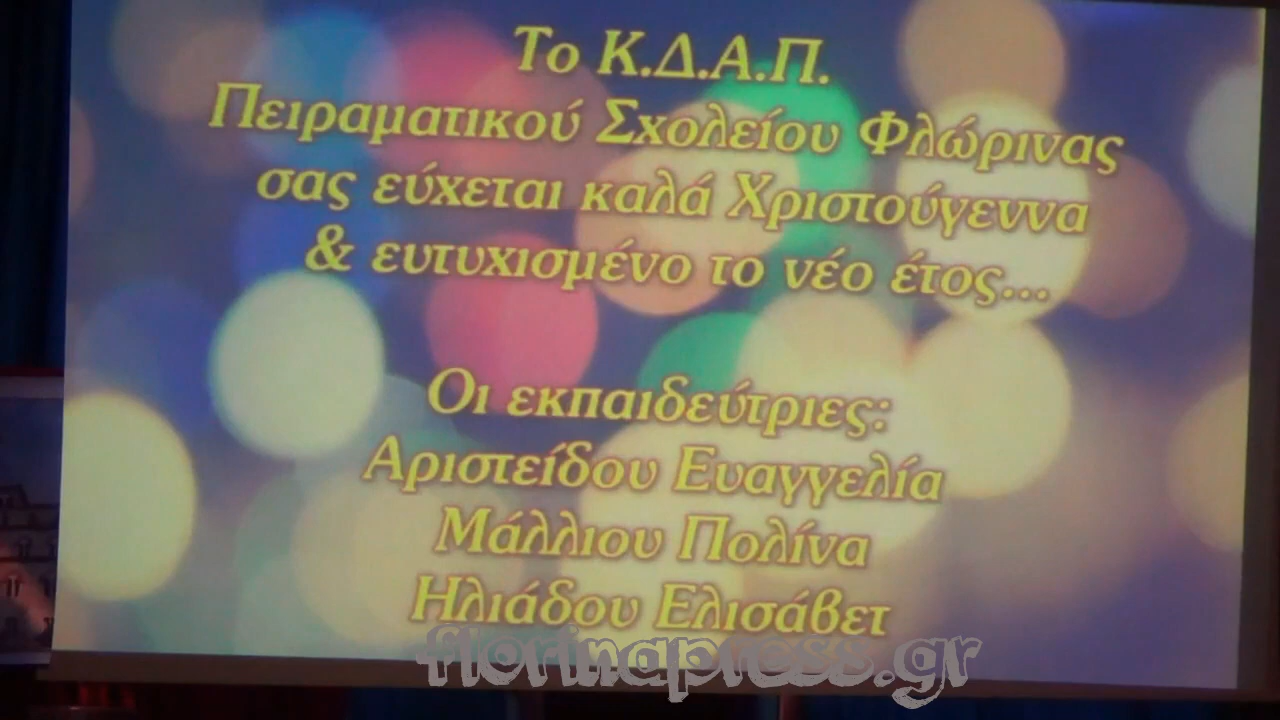 Το Κ.Δ.Α.Π.
Πειραματικού Σχολείου Φλώρινας
σας εύχεται καλά Χριστούγεννα
& ευτυχισμένο το νέο έτος...
Οι εκπαιδεύτριες:
Αριστείδου Ευαγγελία
Μάλλιου Πολίνα
Ηλιάδου Ελισάβετ
florinapress.gr